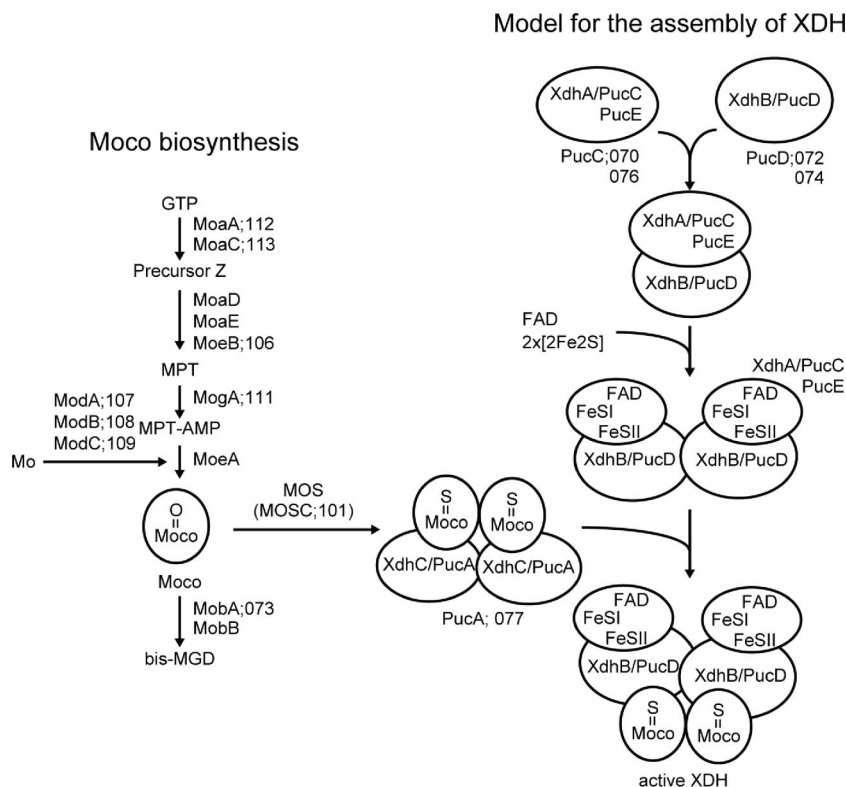 Model for the assembly of XDH
XdhA/PucC
PucE
XdhB/PucD
PucC;070
076
PucD;072
074
XdhA/PucC
PucE
XdhB/PucD
FAD
2x[2Fe2S]
XdhA/PucC
PucE
FAD
FeSI
FeSII
XdhB/PucD
FAD
FeSI
FeSII
XdhB/PucD
Moco biosynthesis
GTP
MoaA;112
MoaC;113
Precursor Z
MoaD
MoaE
MoeB;106
MPT
MogA;111
ModA;107
ModB;108
ModC;109
MPT-AMP
Mo
MoeA
O
=
Moco
Moco
MobA;073
MobB
bis-MGD
MOS
(MOSC;101)
S
=
Moco
S
=
Moco
XdhC/PucA
XdhC/PucA
PucA; 077
FAD
FeSI
FeSII
XdhB/PucD
FAD
FeSI
FeSII
XdhB/PucD
S
=
Moco
S
=
Moco
active XDH